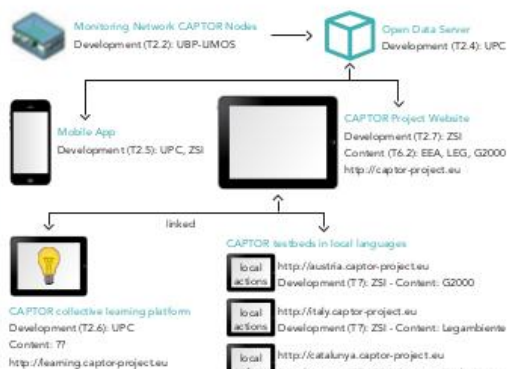 Monitoring Network CAPTOR Nodes
Development (T2.2): UBP-LIMOS
Open Data Server
Development (T2.4): UPC
Mobile App
Development (T2.5): UPC, ZSI
CAPTOR Project Website
Development (T2.7): ZSI
Content (T6.2): EEA, LEG, G2000
http://captor-project.eu
linked
CAPTOR collective learning platform
Development (T2.6): UPC
Content: ??
http://learning.captor-project.eu
CAPTOR testbeds in local languages
local
actions
http://austria.captor-project.eu
Development (T7): ZSI - Content: G2000
local
actions
http://italy.captor-project.eu
Development (T7): ZSI - Content: Legambiente
local
http://catalunya.captor-project.eu